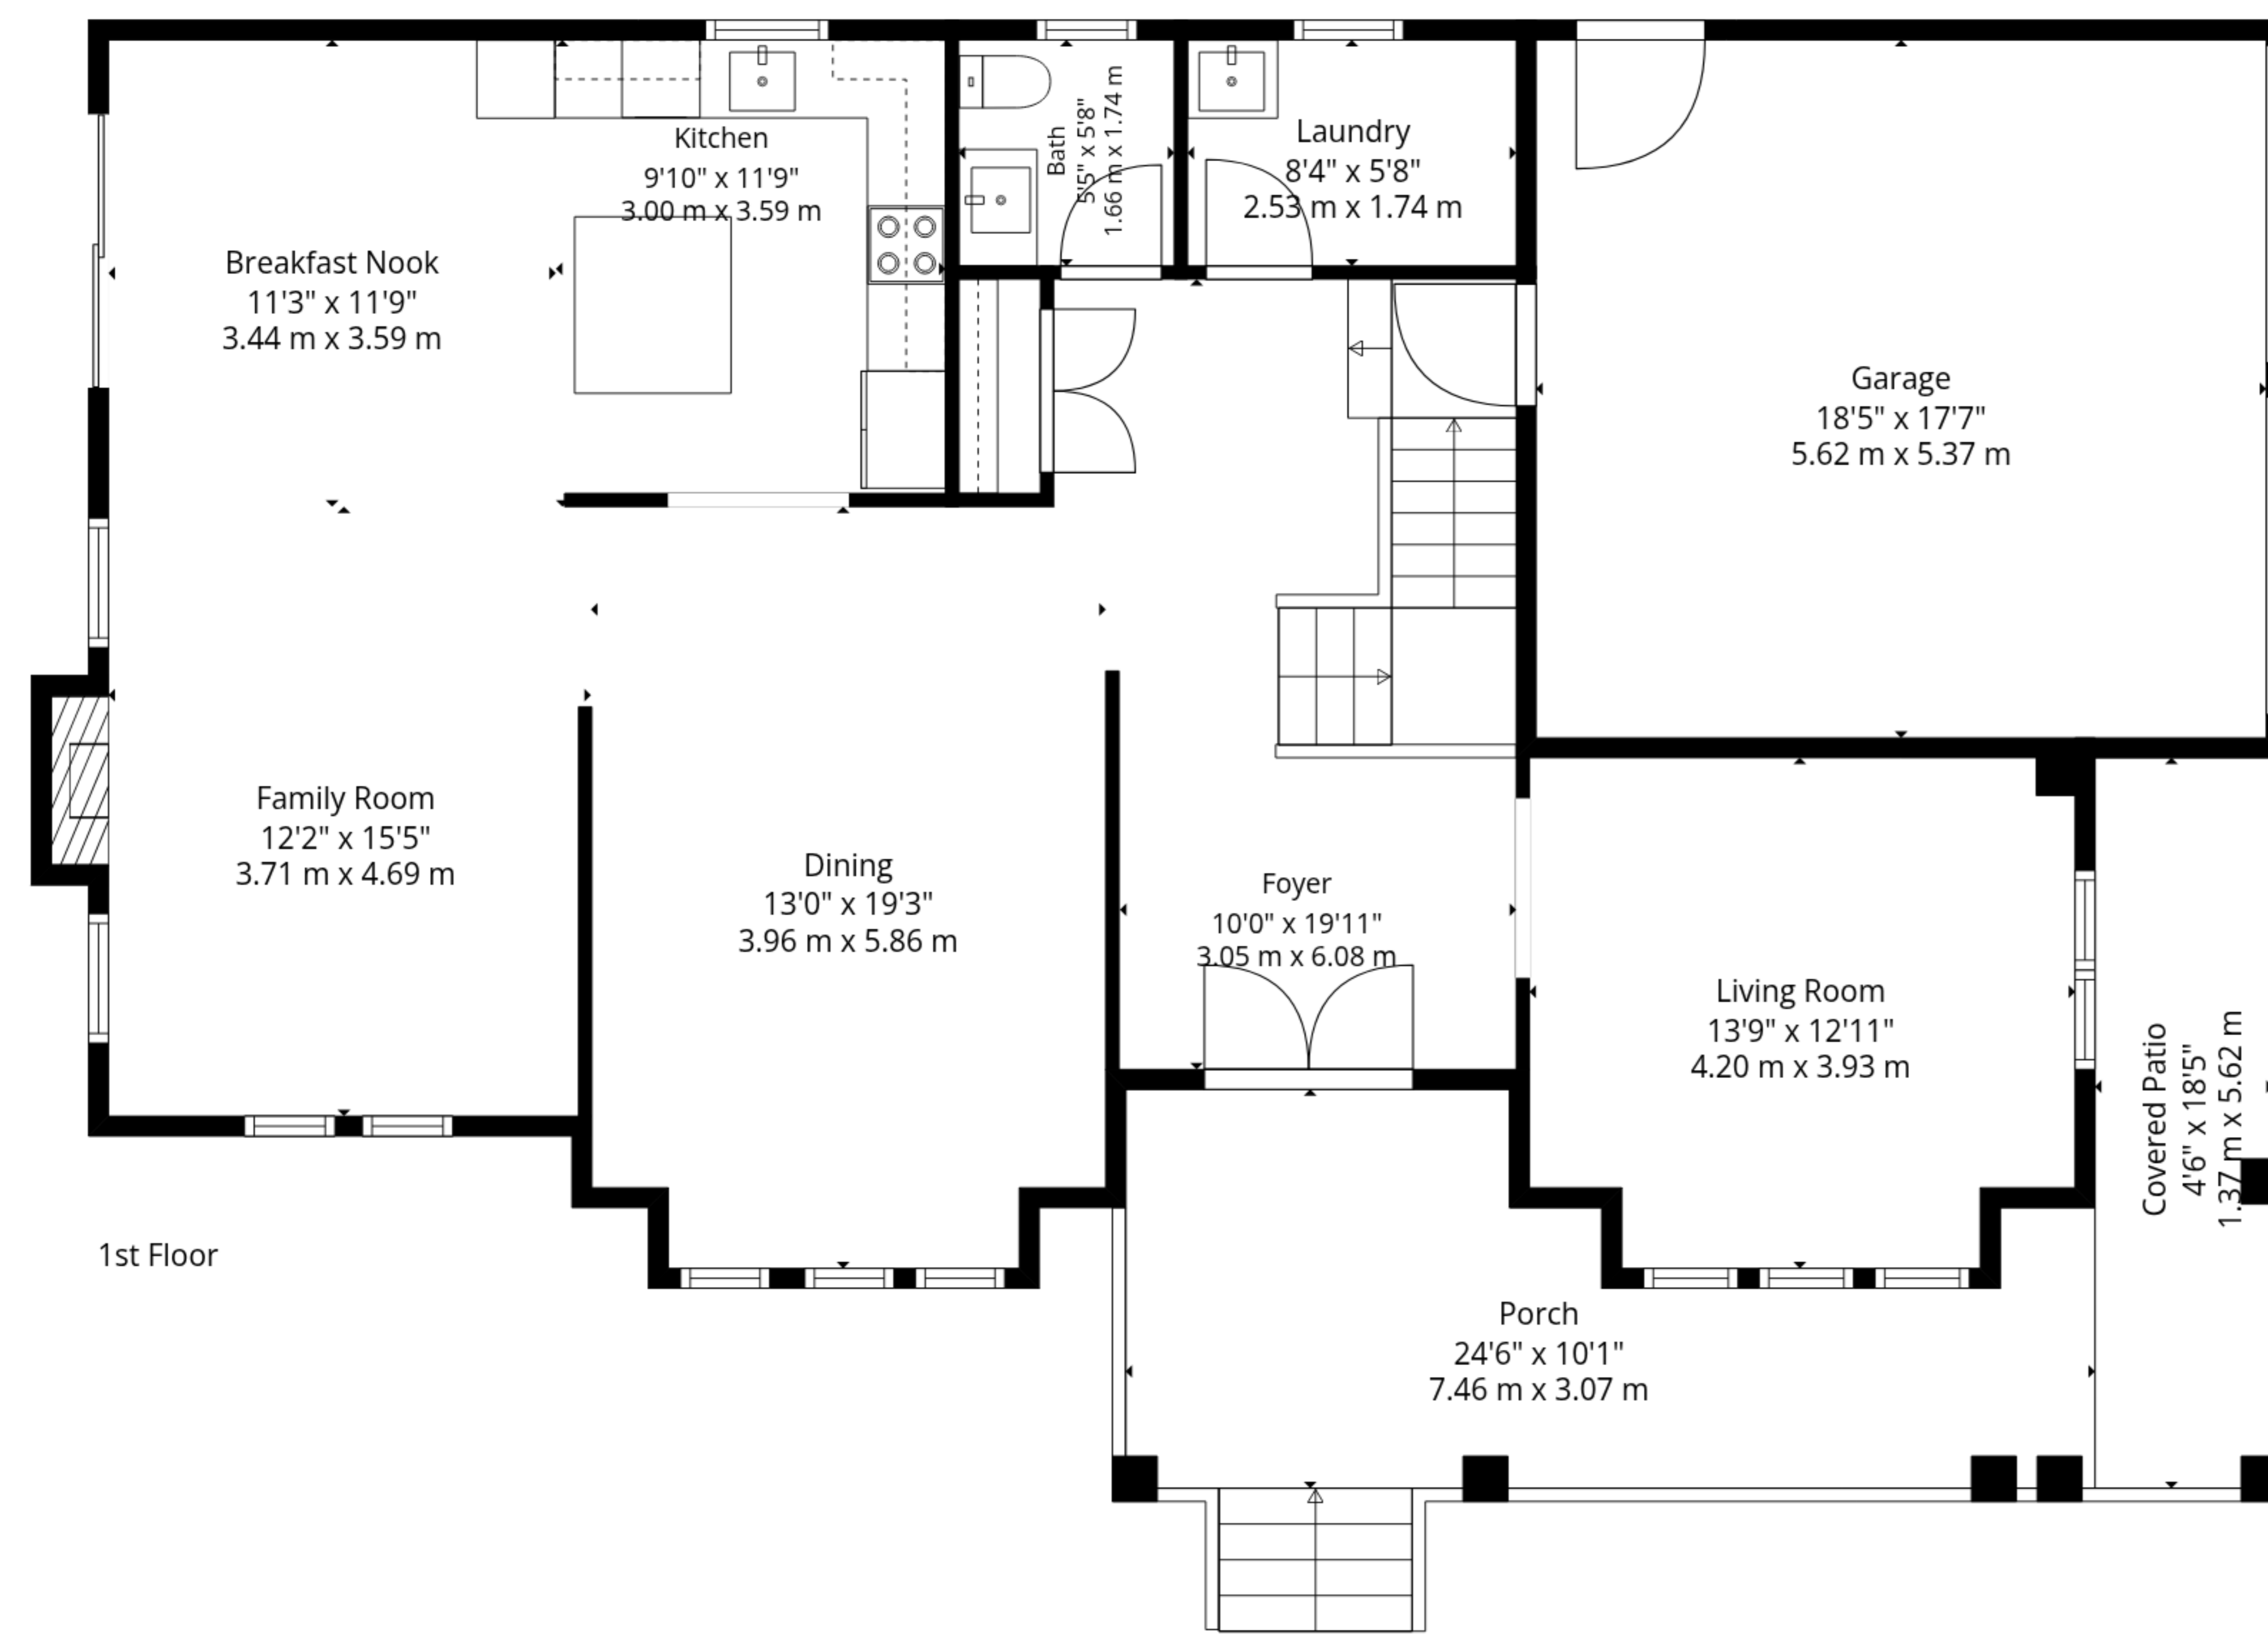 Kitchen
9'10" x 11'9"
3.00 m x 3.59 m
Bath
5'5" x 5'8"
1.66 m x 1.74 m
Laundry
8'4" x 5'8"
2.53 m x 1.74 m
Breakfast Nook
11'3" x 11'9"
3.44 m x 3.59 m
Garage
18'5" x 17'7"
5.62 m x 5.37 m
Family Room
12'2" x 15'5"
3.71 m x 4.69 m
Dining
13'0" x 19'3"
3.96 m x 5.86 m
Foyer
10'0" x 19'11"
3.05 m x 6.08 m
Living Room
13'9" x 12'11"
4.20 m x 3.93 m
Covered Patio
4'6" x 18'5"
1.37 m x 5.62 m
1st Floor
Porch
24'6" x 10'1"
7.46 m x 3.07 m